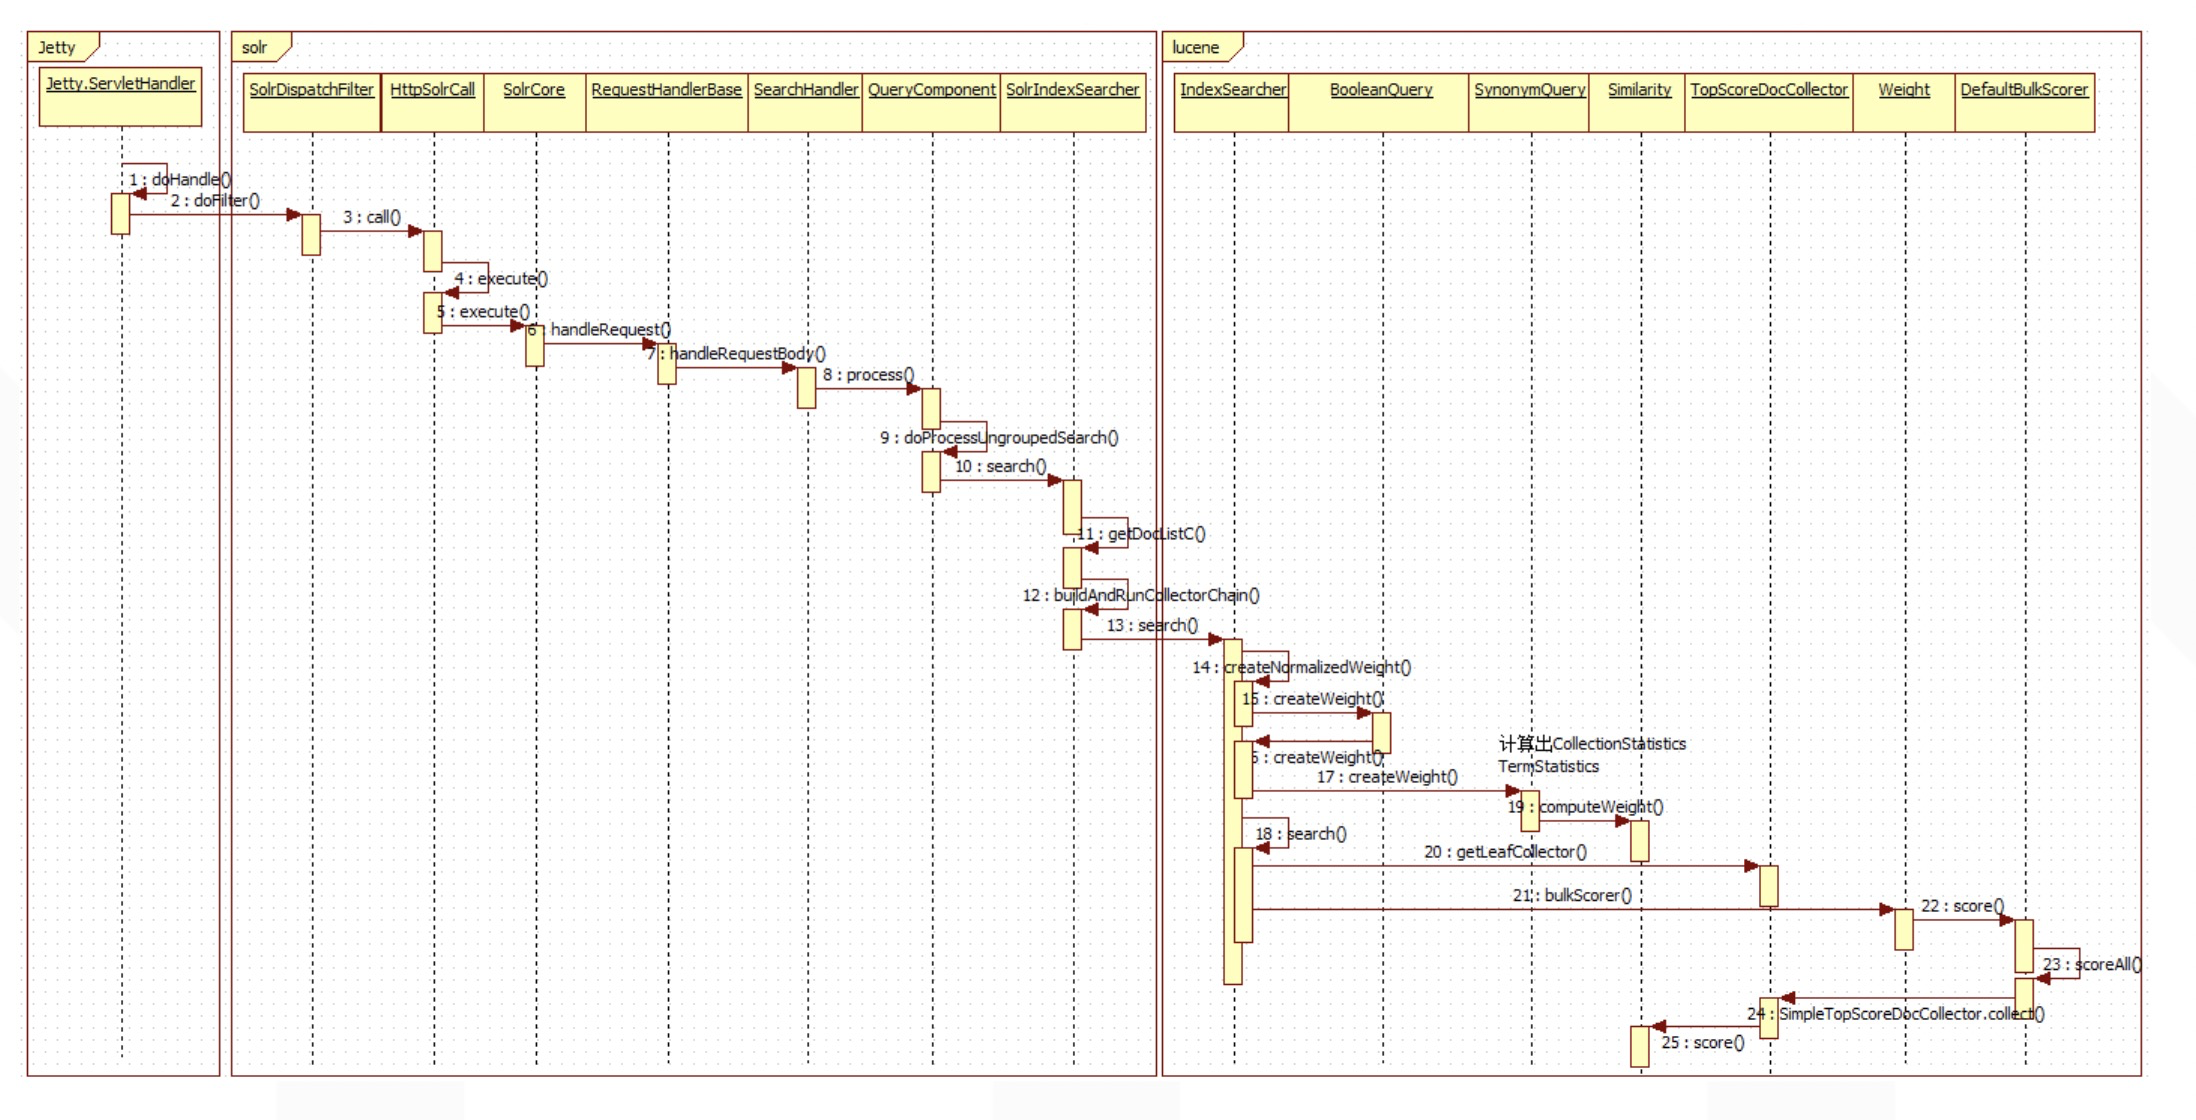 Jetty
solr
lucene
Jetty.ServletHandler
SolrDispatchFilter
HttpSolrCall
SolrCore
RequestHandlerBase
SearchHandler
QueryComponent
SolrIndexSearcher
IndexSearcher
BooleanQuery
SynonymQuery
Similarity
TopScoreDocCollector
Weight
DefaultBulkScorer
1 : doHandle()
2 : doFilter()
3 : call()
4 : execute()
5 : execute()
6 : handleRequest()
7 : handleRequestBody()
8 : process()
9 : doProcessUngroupedSearch()
10 : search()
11 : getDocListC()
12 : buildAndRunCollectorChain()
13 : search()
14 : createNormalizedWeight()
15 : createWeight()
计算出CollectionStatistics
TermStatistics
6 : createWeight()
17 : createWeight()
19 : computeWeight()
18 : search()
20 : getLeafCollector()
21 : bulkScorer()
22 : score()
23 : scoreAll()
24 : SimpleTopScoreDocCollector.collect()
25 : score()